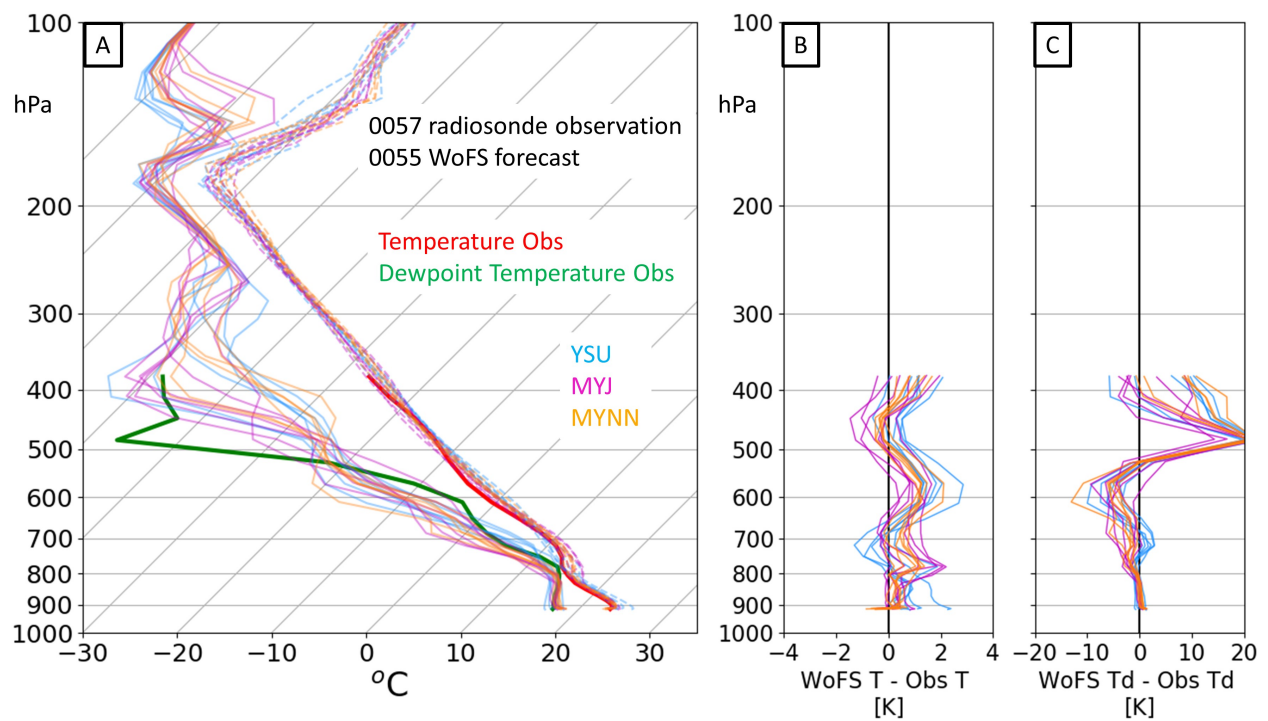 A
B
C
hPa
hPa
100
200
300
400
500
600
700
800
900
1000
−30
−20
−10
0
10
20
30
°C
0057 radiosonde observation
0055 WoFS forecast
Temperature Obs
Dewpoint Temperature Obs
YSU
MYJ
MYNN
100
200
300
400
500
600
700
800
900
1000
−4
−2
0
2
4
WoFS T - Obs T
[K]
−20
−10
0
10
20
WoFS Td - Obs Td
[K]